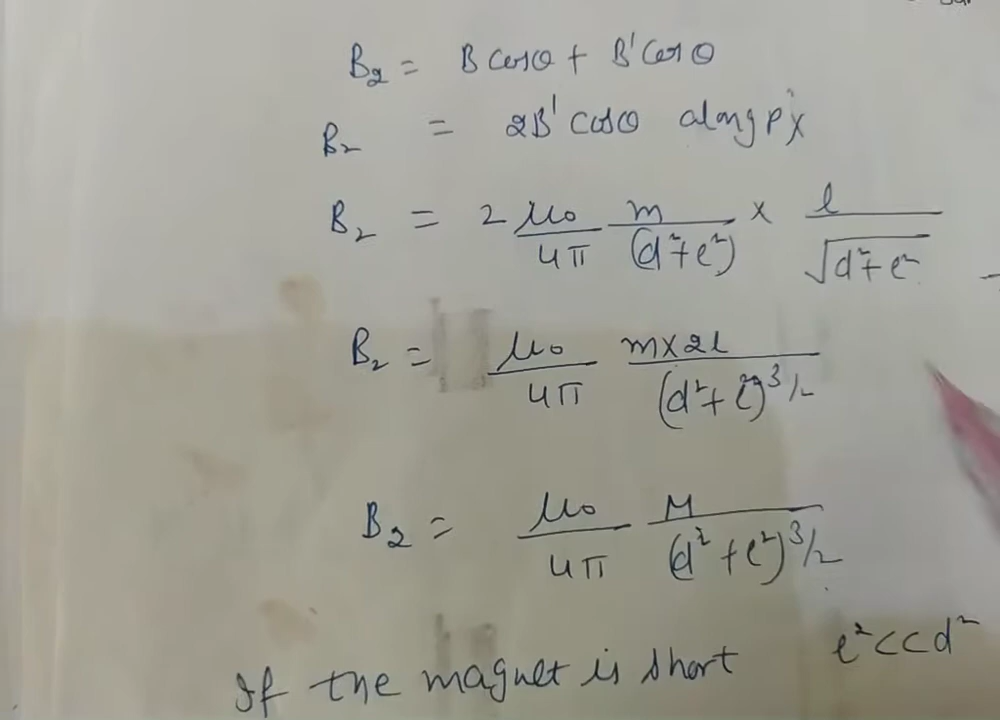 B₂ = B cosθ + B' cosθ
B₂ = 2B' cosθ along PX
B₂ = 2 μ₀/4π m/(d²+l²) × l/√d²+l²
B₂ = μ₀/4π m×2l/(d²+l²)^3/2
B₂ = μ₀/4π M/(d²+l²)^3/2
If the magnet is short l²<<d²